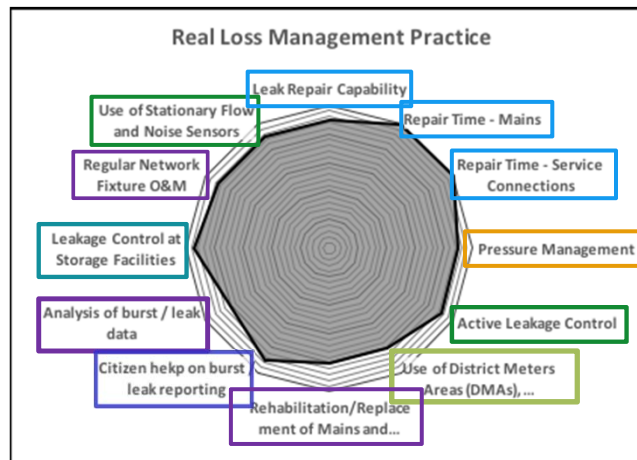 Real Loss Management Practice
Leak Repair Capability
Use of Stationary Flow
and Noise Sensors
Repair Time - Mains
Regular Network
Fixture O&M
Repair Time - Service
Connections
Leakage Control at
Storage Facilities
Pressure Management
Analysis of burst / leak
data
Active Leakage Control
Citizen hekp on burst /
leak reporting
Use of District Meters
Areas (DMAs), ...
Rehabilitation/Replace
ment of Mains and...